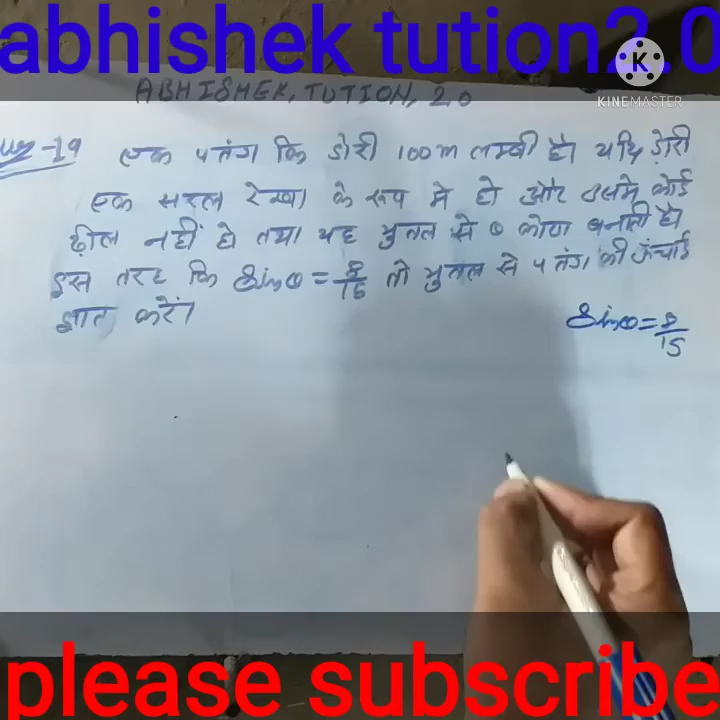 abhishek tution2.0
K
KINEMASTER
ABHISHEK, TUTION, 2.0
Que-19 एक पतंग कि डोरी 100m लम्बी है। यदि डोरी
एक सरल रेखा के रूप मे हो और उसमे कोई
ढील नहीं हो तथा यह भुतल से θ कोण बनाती है।
इस तरह कि Sinθ = 8/15 तो भुतल से पतंग की ऊंचाई
ज्ञात करें।
Sinθ = 8/15
please subscribe